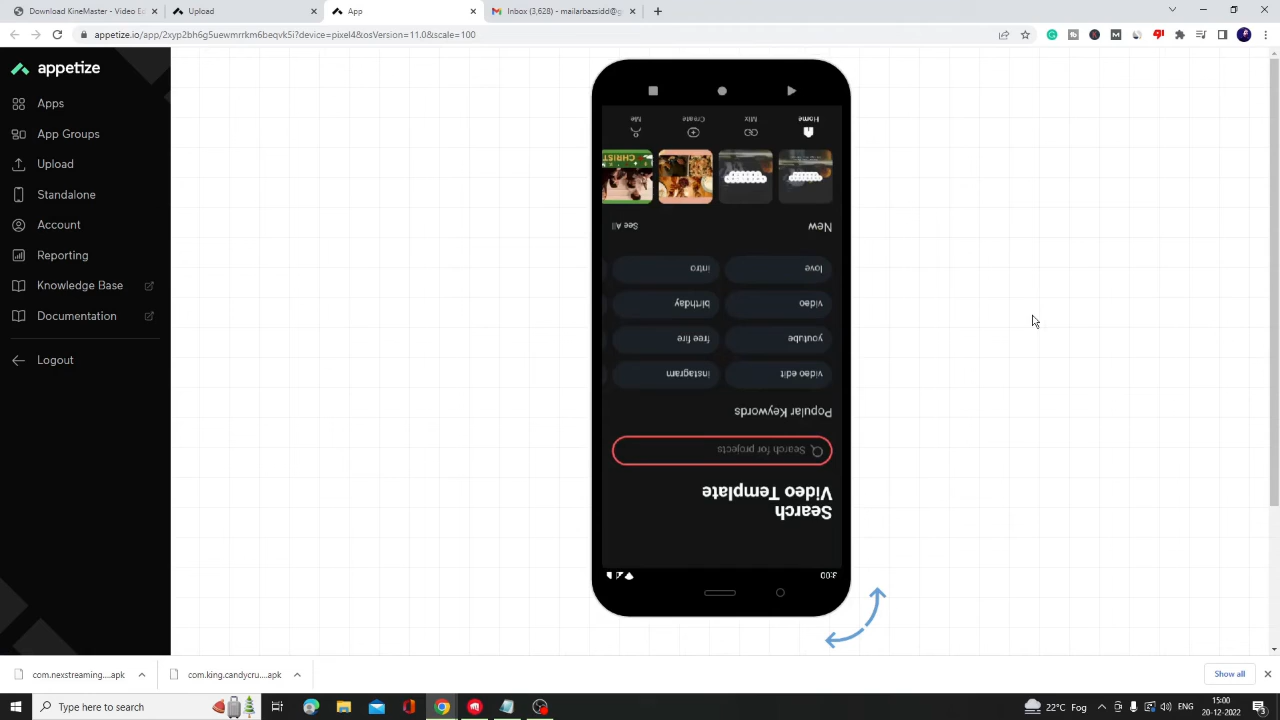 Download KineMaster - Video Ed
Upload
App
Inbox (3,628) - mailarbazsidd@g
appetize.io/app/2xyp2bh6g5uewmrrkm6beqvk5i?device=pixel4&osVersion=11.0&scale=100
appetize
Apps
App Groups
Upload
Standalone
Account
Reporting
Knowledge Base
Documentation
Logout
Me
Create
Mix
Home
CHRIST
See All
New
intro
love
birthday
video
free fire
youtube
instagram
video edit
Popular Keywords
Search for projects
Search
Video Template
3:00
com.nexstreaming....apk
com.king.candycru....apk
Show all
Type here to search
22°C Fog
ENG
15:00
20-12-2022